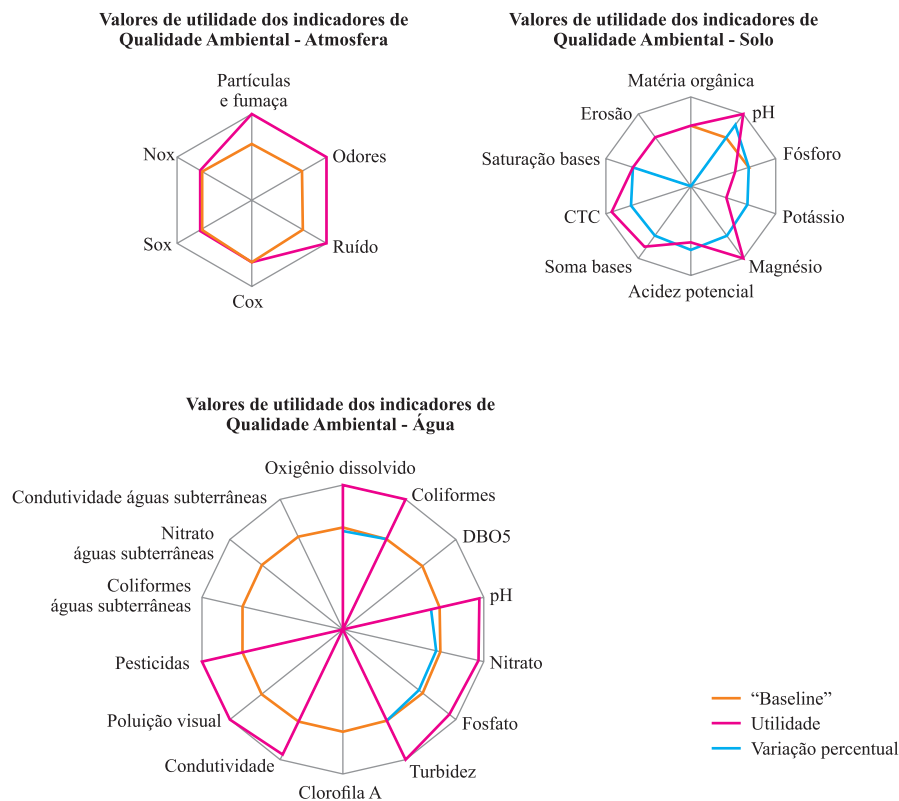 Valores de utilidade dos indicadores de
Qualidade Ambiental - Atmosfera
Partículas
e fumaça
Nox
Odores
Sox
Ruído
Cox
Valores de utilidade dos indicadores de
Qualidade Ambiental - Solo
Matéria orgânica
Erosão
pH
Saturação bases
Fósforo
CTC
Potássio
Soma bases
Magnésio
Acidez potencial
Valores de utilidade dos indicadores de
Qualidade Ambiental - Água
Oxigênio dissolvido
Condutividade águas subterrâneas
Coliformes
Nitrato
águas subterrâneas
DBO5
Coliformes
águas subterrâneas
pH
Pesticidas
Nitrato
Poluição visual
Fosfato
Condutividade
Turbidez
Clorofila A
“Baseline”
Utilidade
Variação percentual